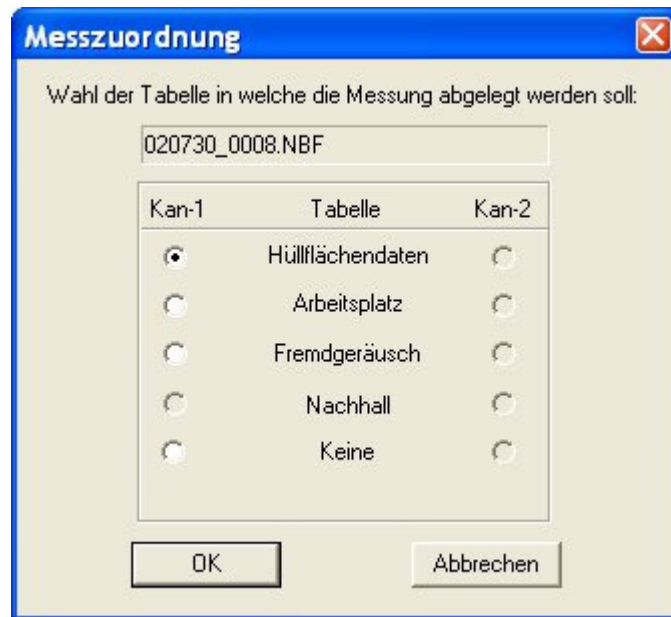 Messzuordnung
Wahl der Tabelle in welche die Messung abgelegt werden soll:
020730_0008.NBF
Kan-1 Tabelle Kan-2
Hüllflächendaten
Arbeitsplatz
Fremdgeräusch
Nachhall
Keine
OK Abbrechen